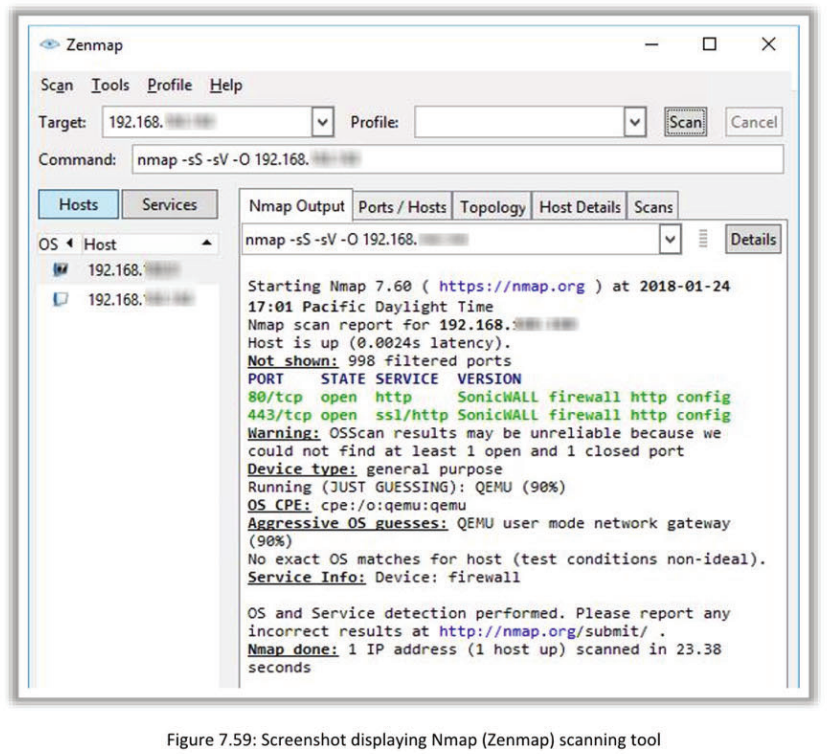 Zenmap
Scan Tools Profile Help
Target: 192.168. Profile: Scan Cancel
Command: nmap -sS -sV -O 192.168.
Hosts Services Nmap Output Ports / Hosts Topology Host Details Scans
OS Host
nmap -sS -sV -O 192.168. Details
192.168.
192.168.
Starting Nmap 7.60 ( https://nmap.org ) at 2018-01-24
17:01 Pacific Daylight Time
Nmap scan report for 192.168.
Host is up (0.0024s latency).
Not shown: 998 filtered ports
PORT STATE SERVICE VERSION
80/tcp open http SonicWALL firewall http config
443/tcp open ssl/http SonicWALL firewall http config
Warning: OSScan results may be unreliable because we
could not find at least 1 open and 1 closed port
Device type: general purpose
Running (JUST GUESSING): QEMU (90%)
OS CPE: cpe:/o:qemu:qemu
Aggressive OS guesses: QEMU user mode network gateway
(90%)
No exact OS matches for host (test conditions non-ideal).
Service Info: Device: firewall
OS and Service detection performed. Please report any
incorrect results at http://nmap.org/submit/ .
Nmap done: 1 IP address (1 host up) scanned in 23.38
seconds
Figure 7.59: Screenshot displaying Nmap (Zenmap) scanning tool